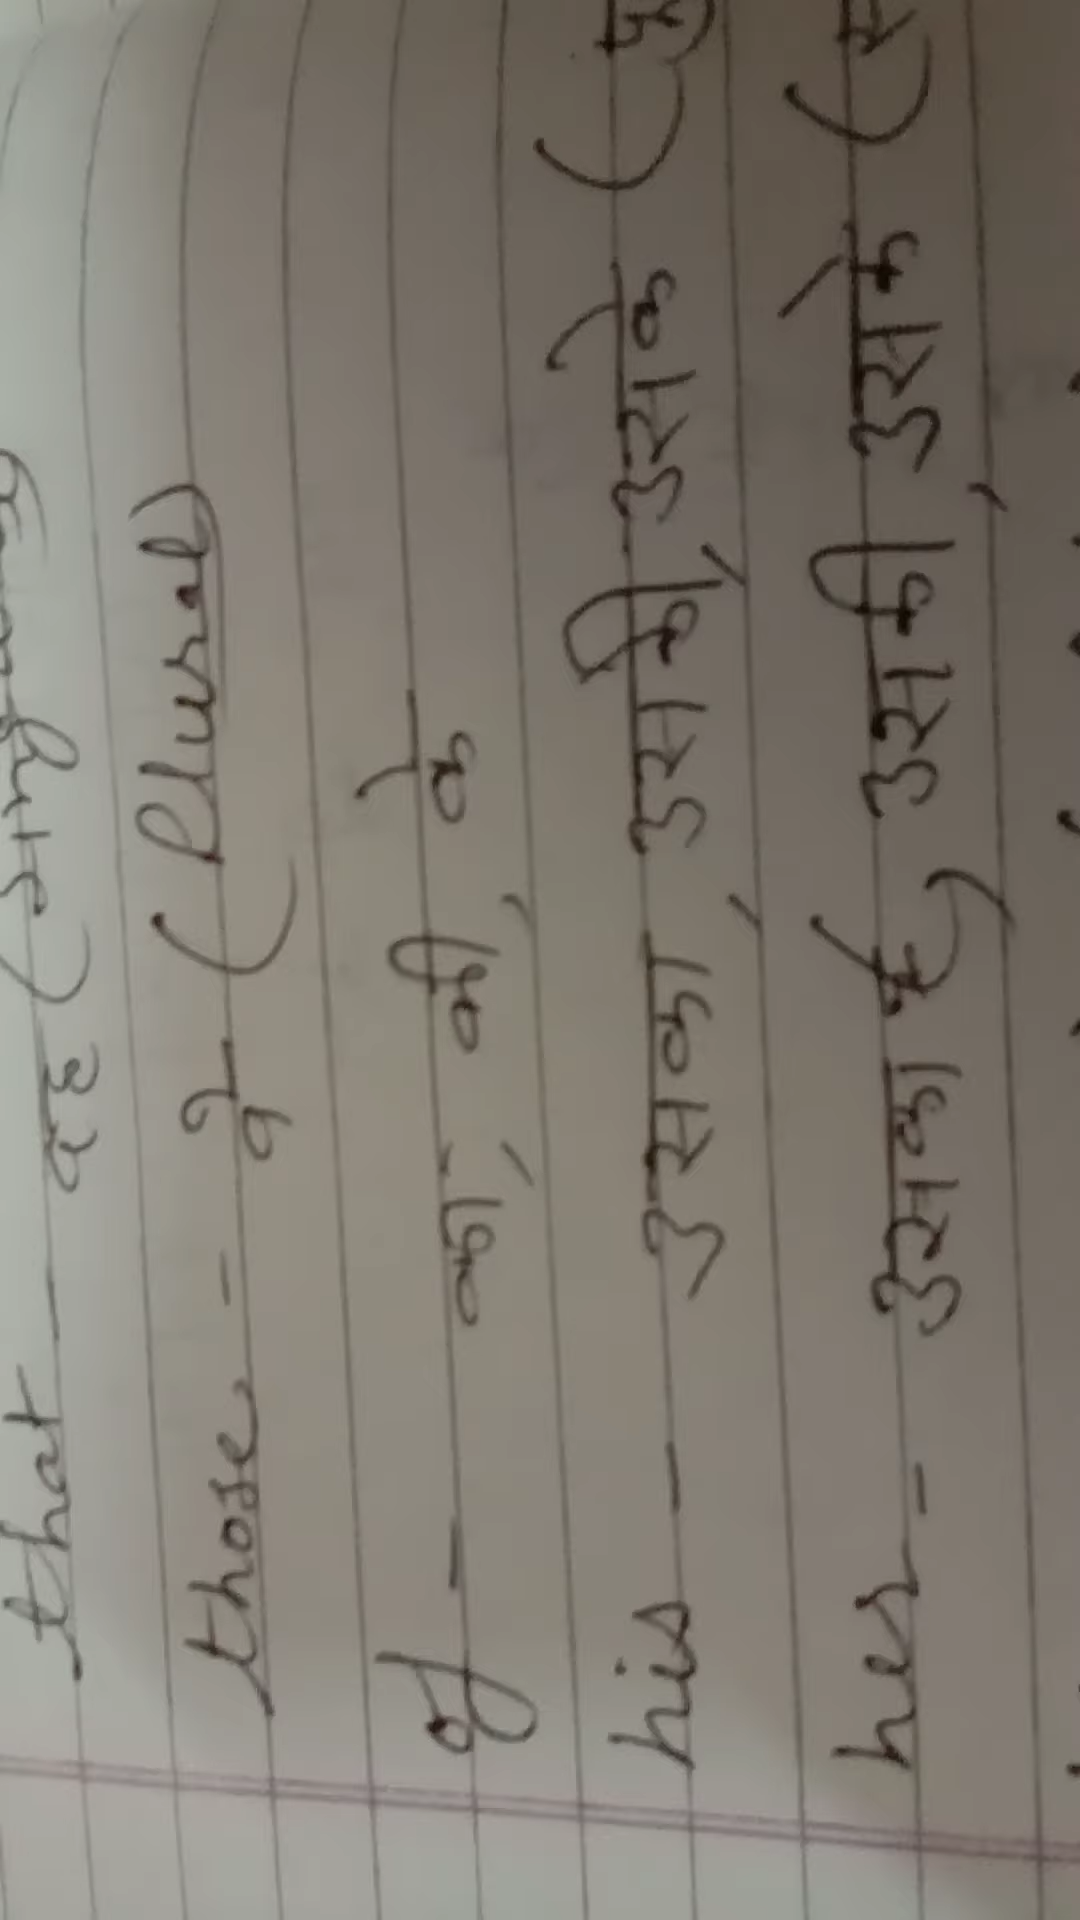 that — वह (singular
those - वे (Plural)
of — का, की, के
his — उसका, उसकी, उसके (
her - उसका है, उसकी, उसके (